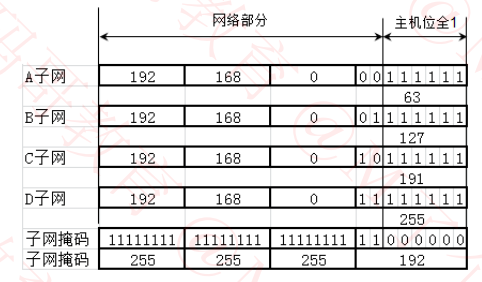 网络部分 主机位全1
A子网 192 168 0 0 0 1 1 1 1 1 1
63
B子网 192 168 0 0 1 1 1 1 1 1 1
127
C子网 192 168 0 1 0 1 1 1 1 1 1
191
D子网 192 168 0 1 1 1 1 1 1 1 1
255
子网掩码 11111111 11111111 11111111 1 1 0 0 0 0 0 0
子网掩码 255 255 255 192